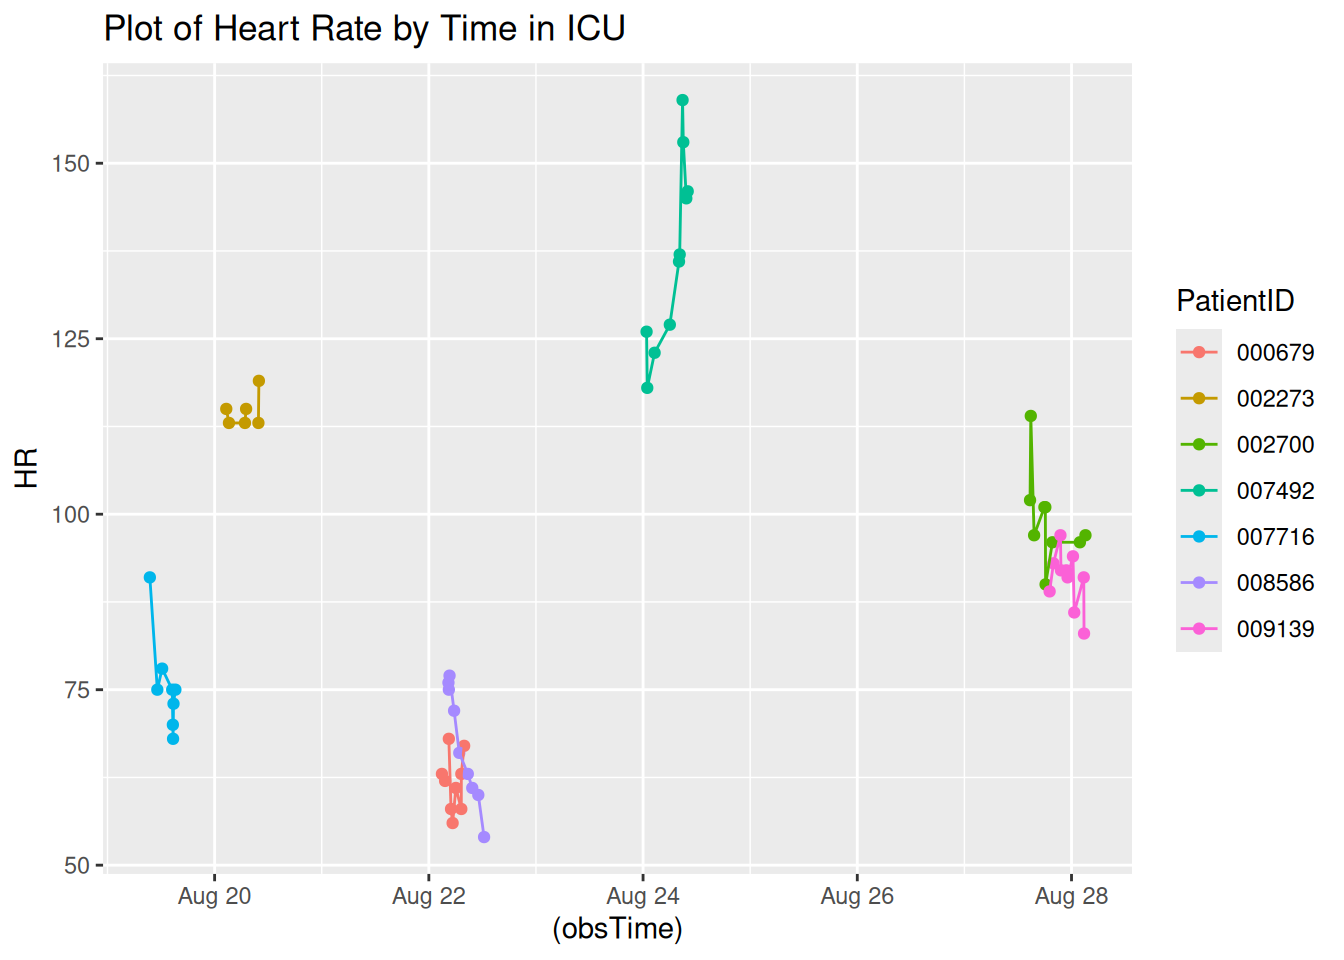 Plot of Heart Rate by Time in ICU
HR
150
125
100
75
50
Aug 20
Aug 22
Aug 24
Aug 26
Aug 28
(obsTime)
PatientID
000679
002273
002700
007492
007716
008586
009139